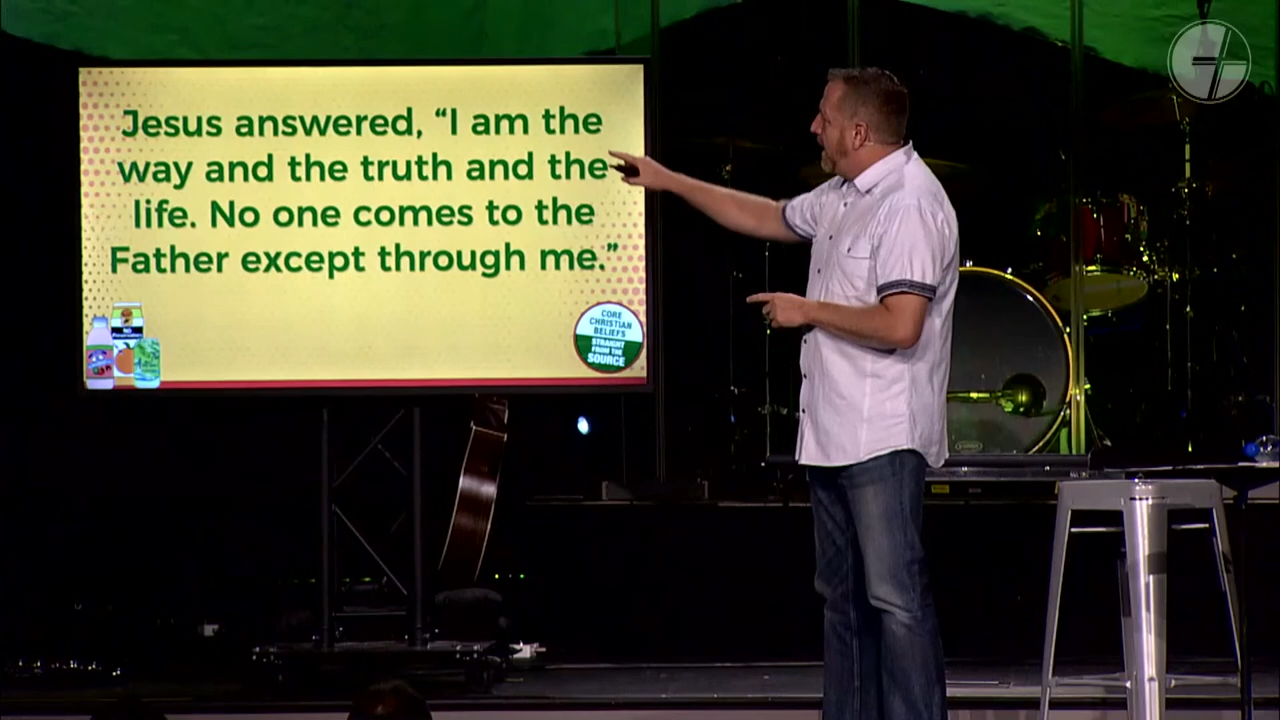 Jesus answered, “I am the
way and the truth and the
life. No one comes to the
Father except through me.”
CORE
CHRISTIAN
BELIEFS
STRAIGHT
FROM THE
SOURCE